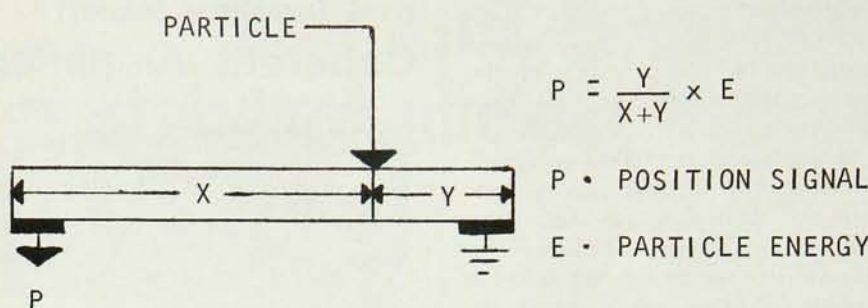 PARTICLE
P = Y/X+Y x E
X
Y
P · POSITION SIGNAL
E · PARTICLE ENERGY
P